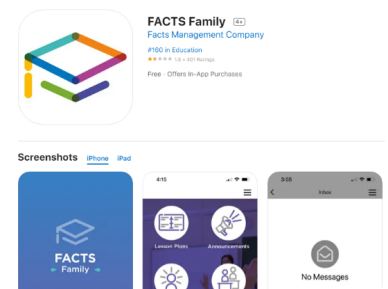 FACTS Family 4+
Facts Management Company
#160 in Education
Free · Offers In-App Purchases
Screenshots iPhone iPad
FACTS
Family
4:15
Lesson Plans Announcements
3:55
Inbox
No Messages